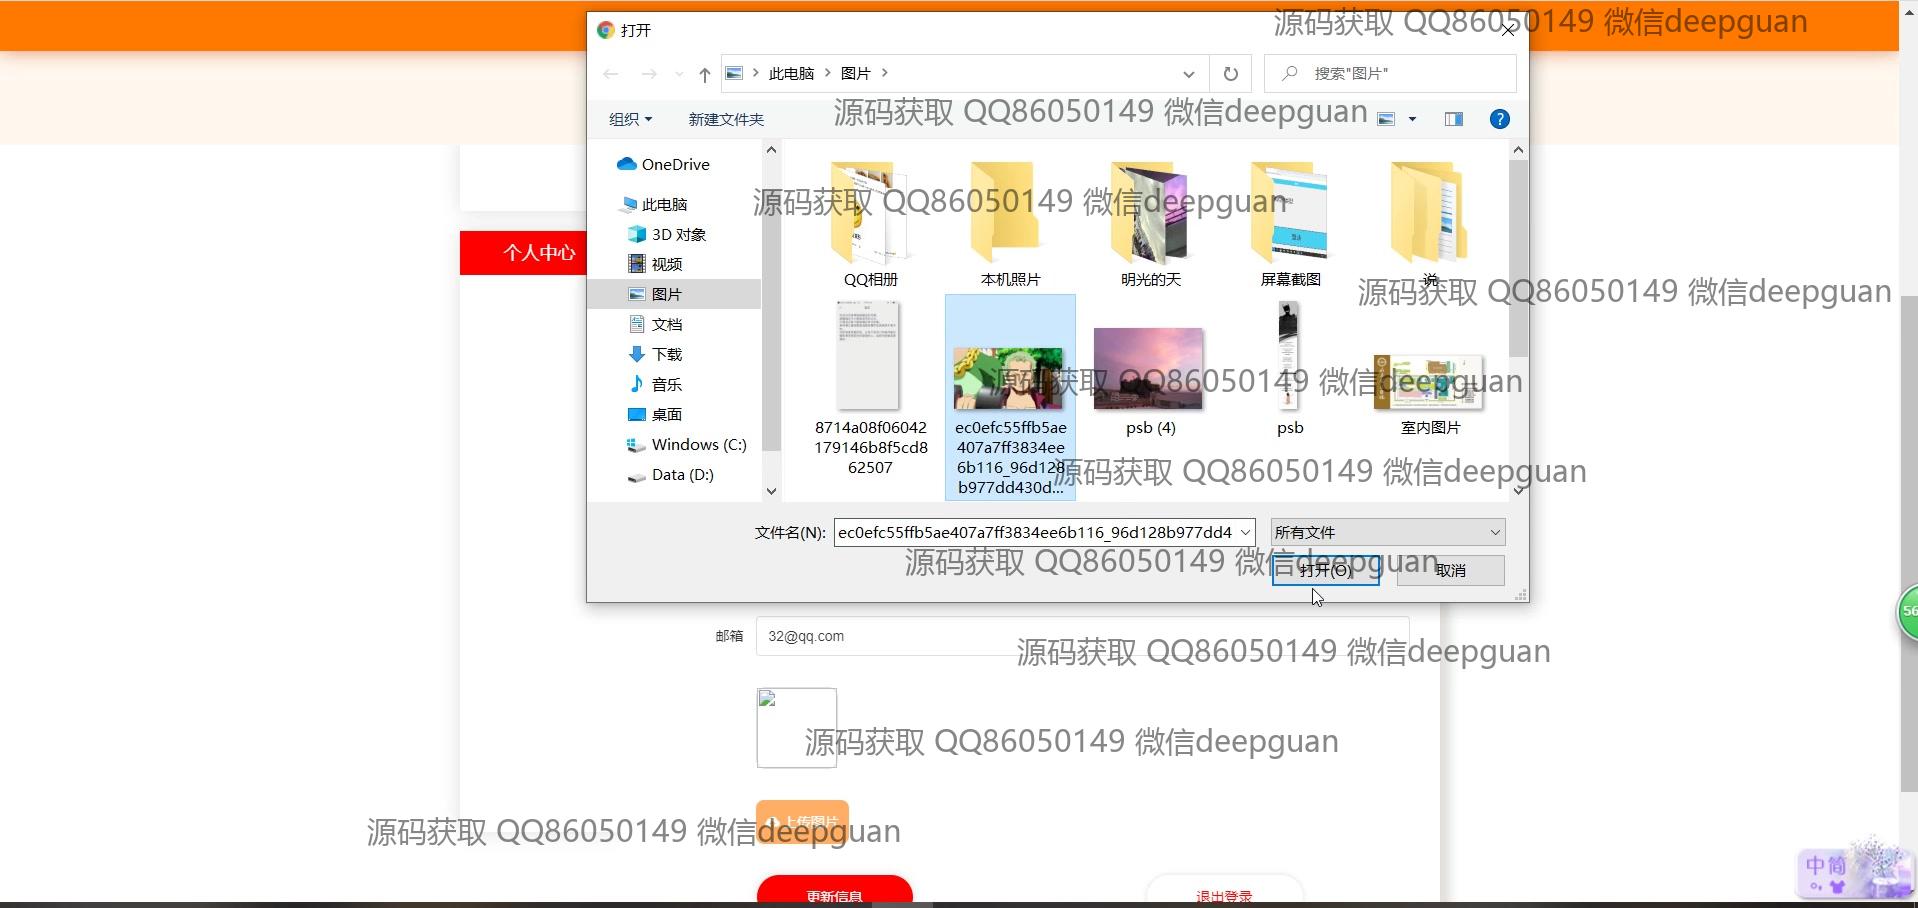 打开
源码获取 QQ86050149 微信deepguan
此电脑
图片
搜索"图片"
组织
新建文件夹
源码获取 QQ86050149 微信deepguan
OneDrive
此电脑
3D 对象
视频
图片
文档
下载
音乐
桌面
Windows (C:)
Data (D:)
源码获取 QQ86050149 微信deepguan
QQ相册
本机照片
明光的天
屏幕截图
说
源码获取 QQ86050149 微信deepguan
个人中心
源码获取 QQ86050149 微信deepguan
8714a08f06042
179146b8f5cd8
62507
ec0efc55ffb5ae
407a7ff3834ee
6b116_96d128
b977dd430d...
psb (4)
psb
室内图片
源码获取 QQ86050149 微信deepguan
文件名(N):
ec0efc55ffb5ae407a7ff3834ee6b116_96d128b977dd4
所有文件
源码获取 QQ86050149 微信deepguan
打开(O)
取消
56
邮箱
32@qq.com
源码获取 QQ86050149 微信deepguan
源码获取 QQ86050149 微信deepguan
上传图片
源码获取 QQ86050149 微信deepguan
更新信息
退出登录
中简